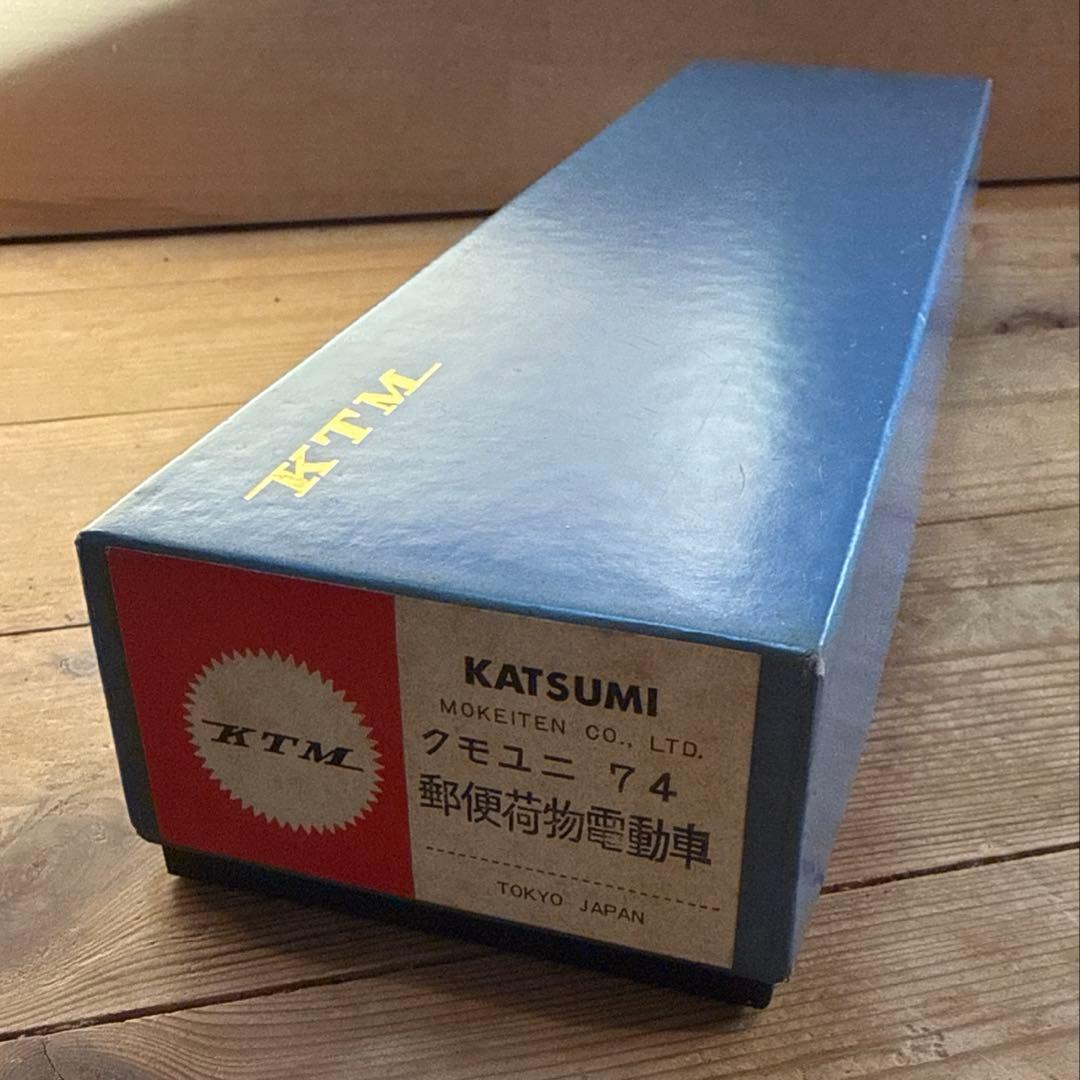 KTM
KTM
KATSUMI
MOKEITEN CO., LTD.
クモユニ 74
郵便荷物電動車
TOKYO JAPAN